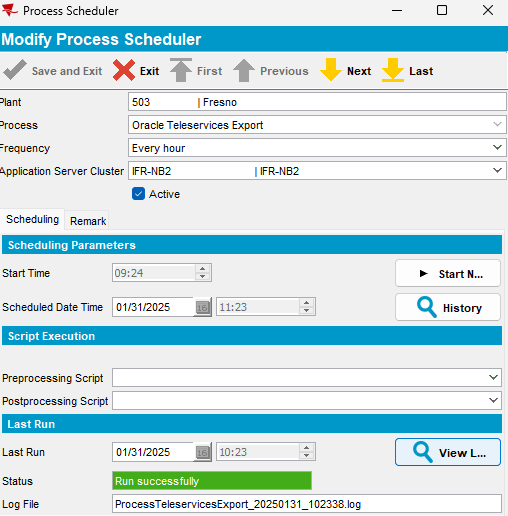 Process Scheduler
Modify Process Scheduler
Save and Exit Exit First Previous Next Last
Plant 503 | Fresno
Process Oracle Teleservices Export
Frequency Every hour
Application Server Cluster IFR-NB2 | IFR-NB2
Active
Scheduling Remark
Scheduling Parameters
Start Time 09:24 Start N...
Scheduled Date Time 01/31/2025 16 11:23 History
Script Execution
Preprocessing Script
Postprocessing Script
Last Run
Last Run 01/31/2025 16 10:23 View L...
Status Run successfully
Log File ProcessTeleservicesExport_20250131_102338.log